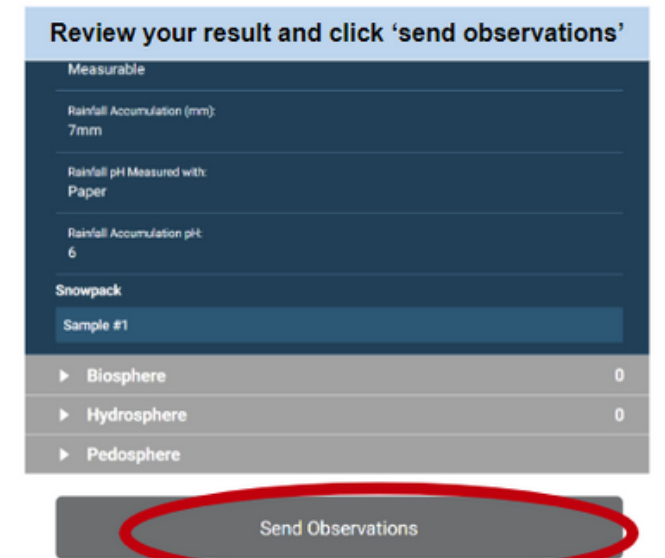 Review your result and click ‘send observations’
Measurable
Rainfall Accumulation (mm):
7mm
Rainfall pH Measured with:
Paper
Rainfall Accumulation pH:
6
Snowpack
Sample #1
Biosphere 0
Hydrosphere 0
Pedosphere
Send Observations